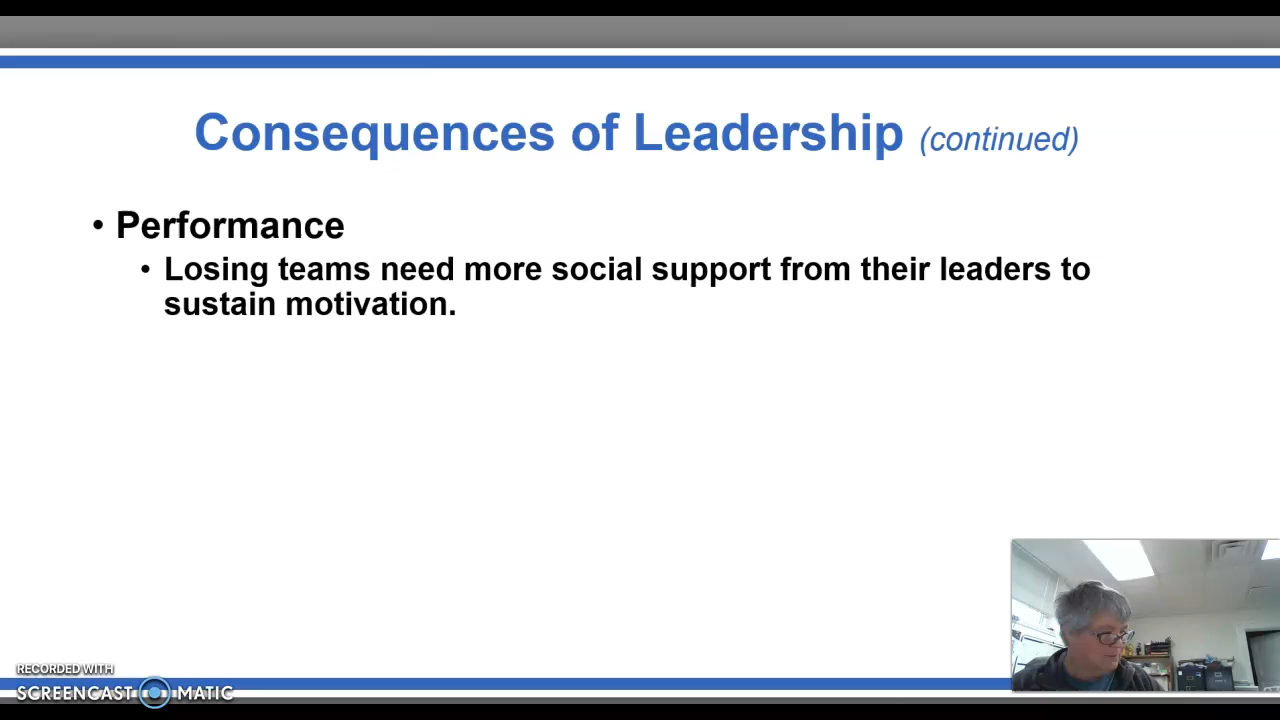 Consequences of Leadership (continued)
• Performance
• Losing teams need more social support from their leaders to
sustain motivation.
RECORDED WITH
SCREENCAST MATIC